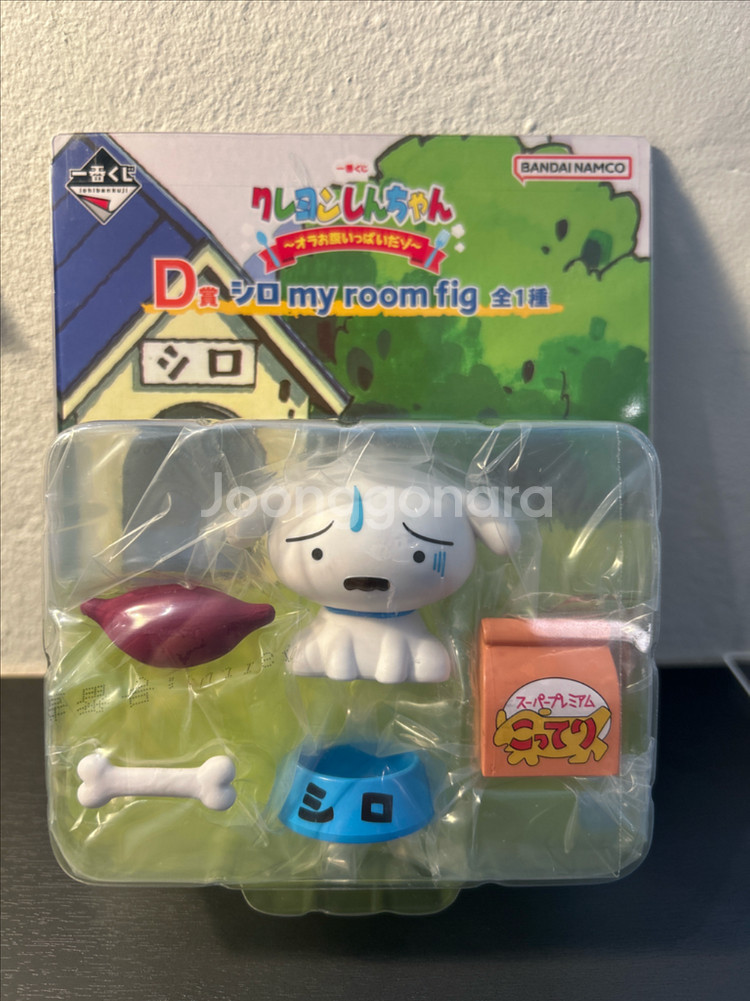 一番くじ
ichibankuji
BANDAI NAMCO
一番くじ
クレヨンしんちゃん
〜オラお腹いっぱいだゾ〜
D賞 シロ my room fig 全1種
シロ
Joonggonara
スーパープレミアム
こってり
シロ